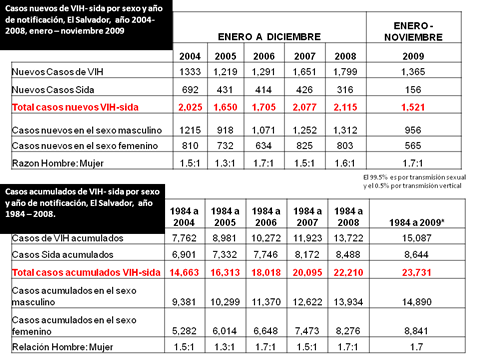 Casos nuevos de VIH-sida por sexo y año
de notificación, El Salvador, año 2004-
2008, enero – noviembre 2009
ENERO A DICIEMBRE
ENERO -
NOVIEMBRE
2004 2005 2006 2007 2008 2009
Nuevos Casos de VIH 1333 1,219 1,291 1,651 1,799 1,365
Nuevos Casos Sida 692 431 414 426 316 156
Total casos nuevos VIH-sida 2,025 1,650 1,705 2,077 2,115 1,521
Casos nuevos en el sexo masculino 1215 918 1,071 1,252 1,312 956
Casos nuevos en el sexo femenino 810 732 634 825 803 565
Razon Hombre: Mujer 1.5:1 1.3:1 1.7:1 1.5:1 1.6:1 1.7:1
El 99.5% es por transmisión sexual
y el 0.5% por transmisión vertical
Casos acumulados de VIH- sida por sexo
y año de notificación, El Salvador, año
1984 – 2008.
1984 a 2004 1984 a 2005 1984 a 2006 1984 a 2007 1984 a 2008 1984 a 2009*
Casos de VIH acumulados 7,762 8,981 10,272 11,923 13,722 15,087
Casos Sida acumulados 6,901 7,332 7,746 8,172 8,488 8,644
Total casos acumulados VIH-sida 14,663 16,313 18,018 20,095 22,210 23,731
Casos acumulados en el sexo
masculino 9,381 10,299 11,370 12,622 13,934 14,890
Casos acumulados en el sexo
femenino 5,282 6,014 6,648 7,473 8,276 8,841
Relación Hombre: Mujer 1.5:1 1.3:1 1.7:1 1.5:1 1.7:1 1.7